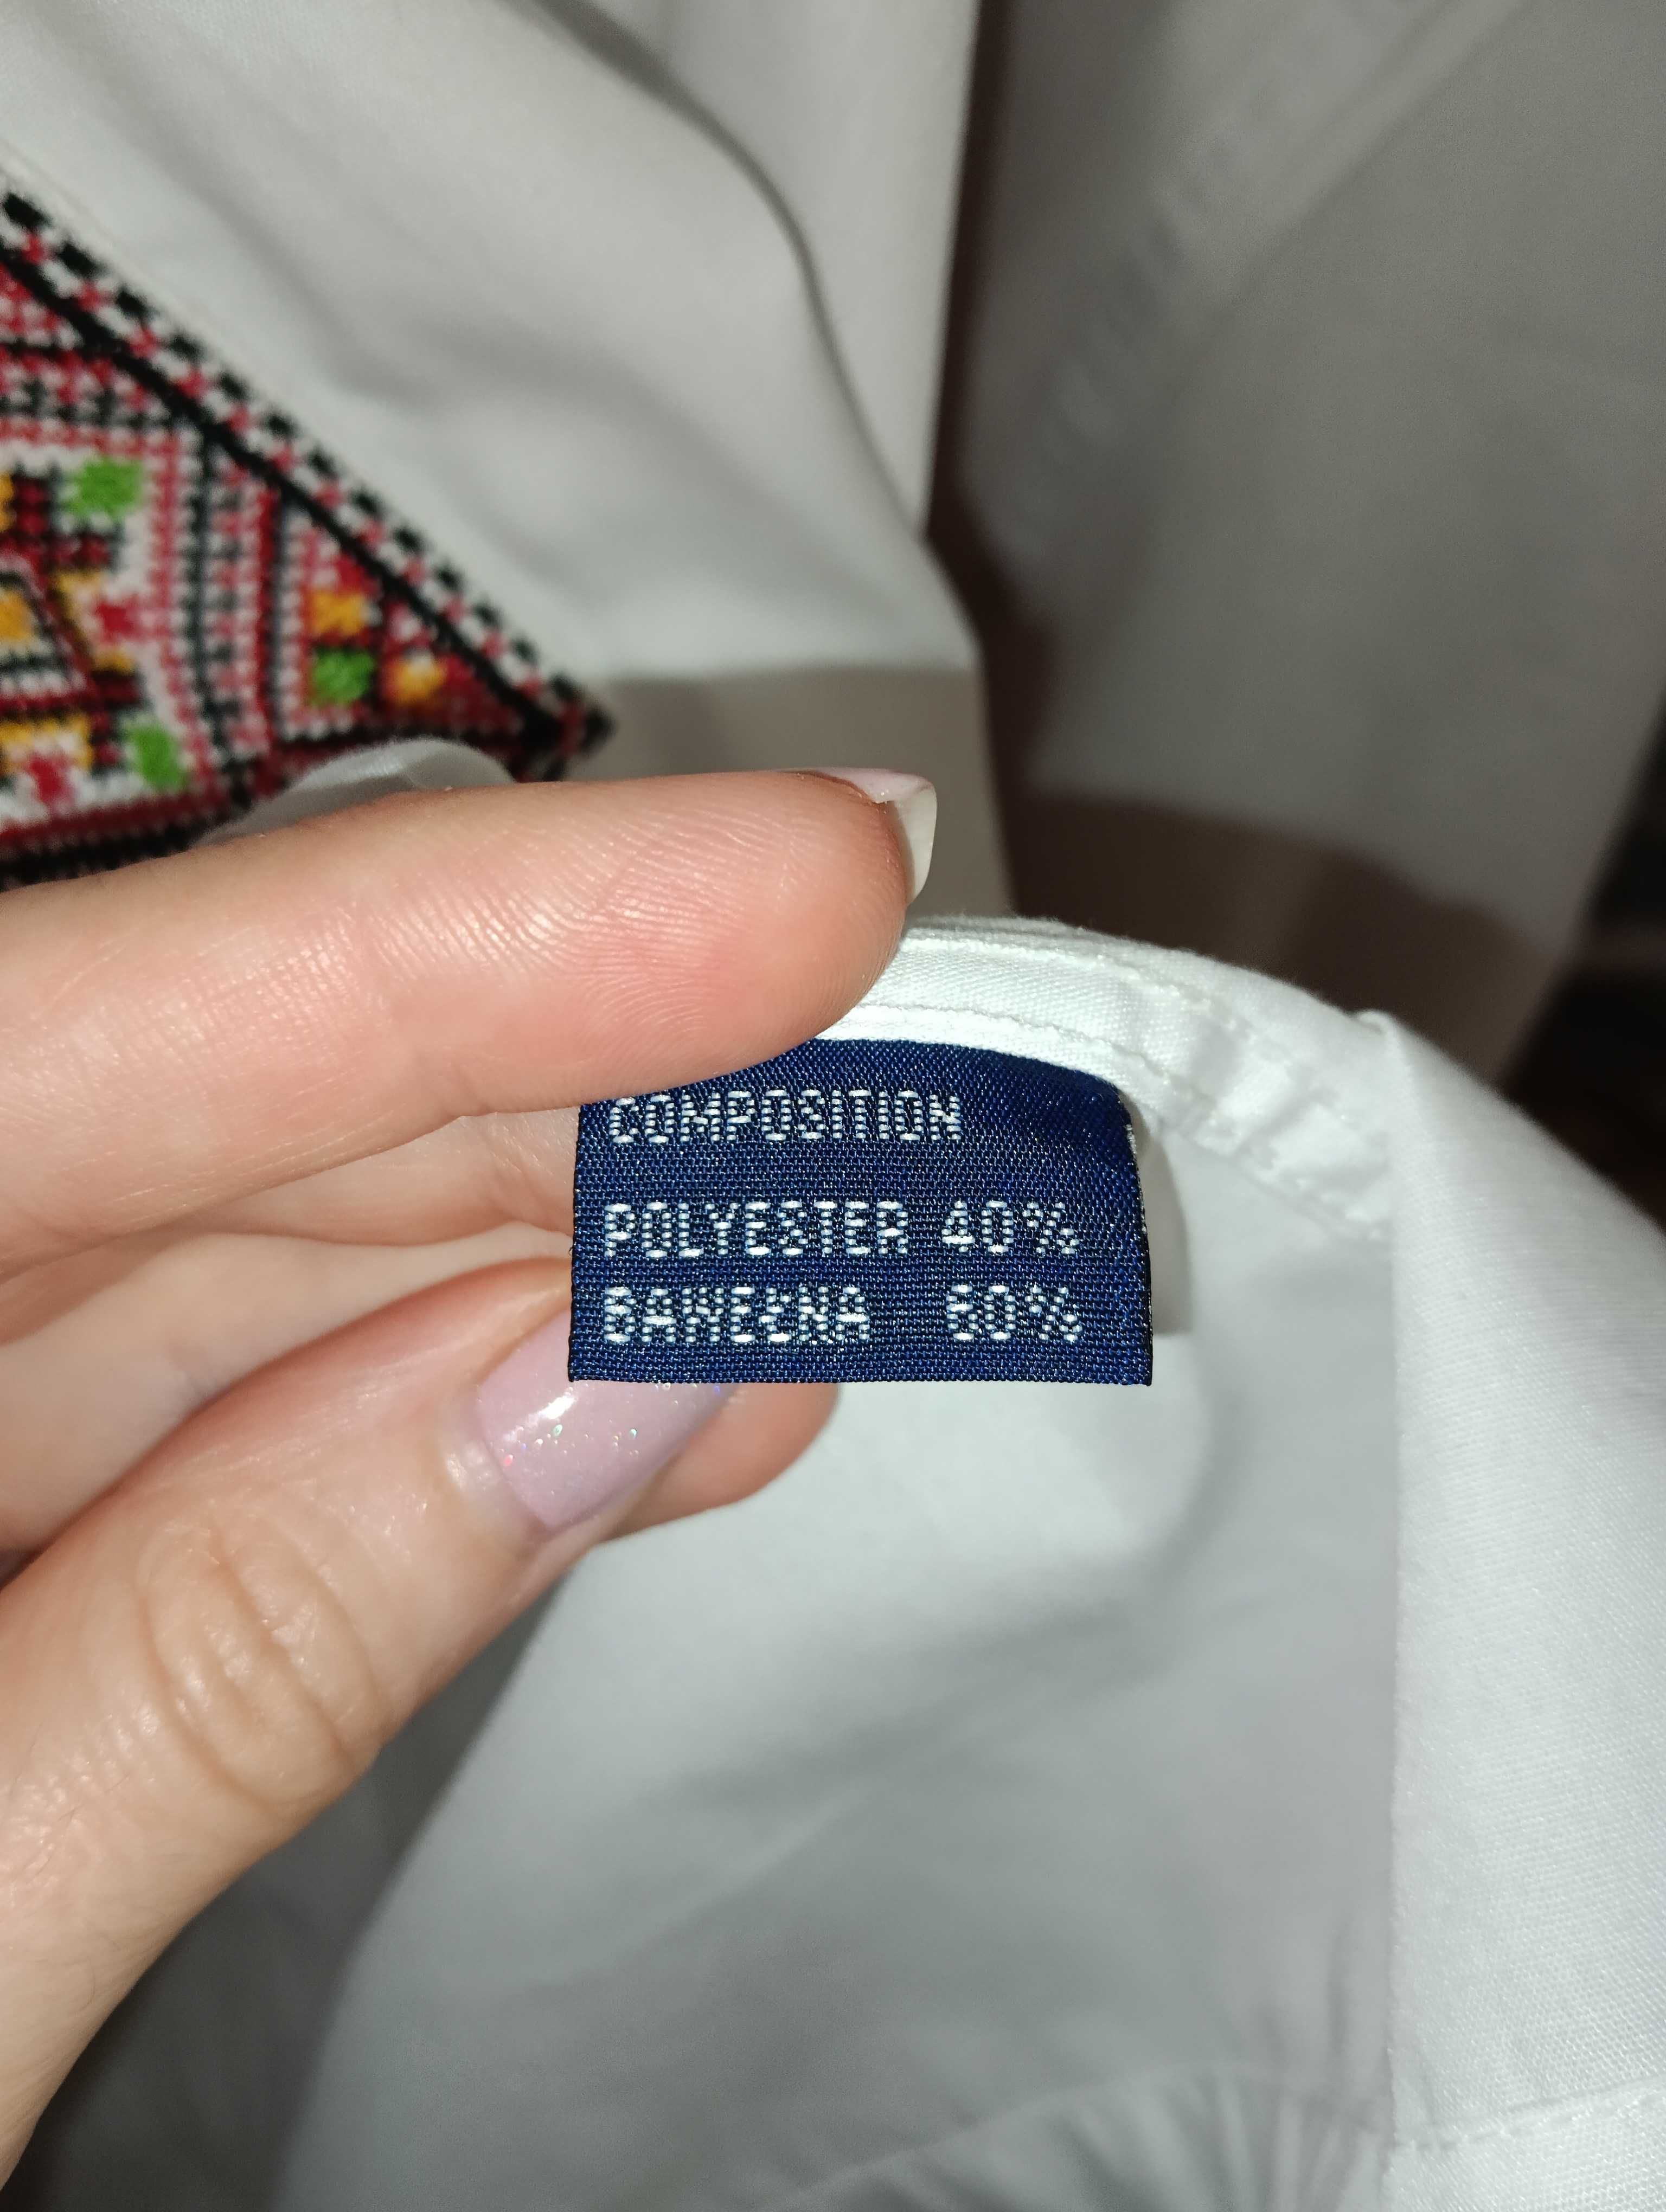 COMPOSITION
POLYESTER 40%
BAWEŁNA 60%